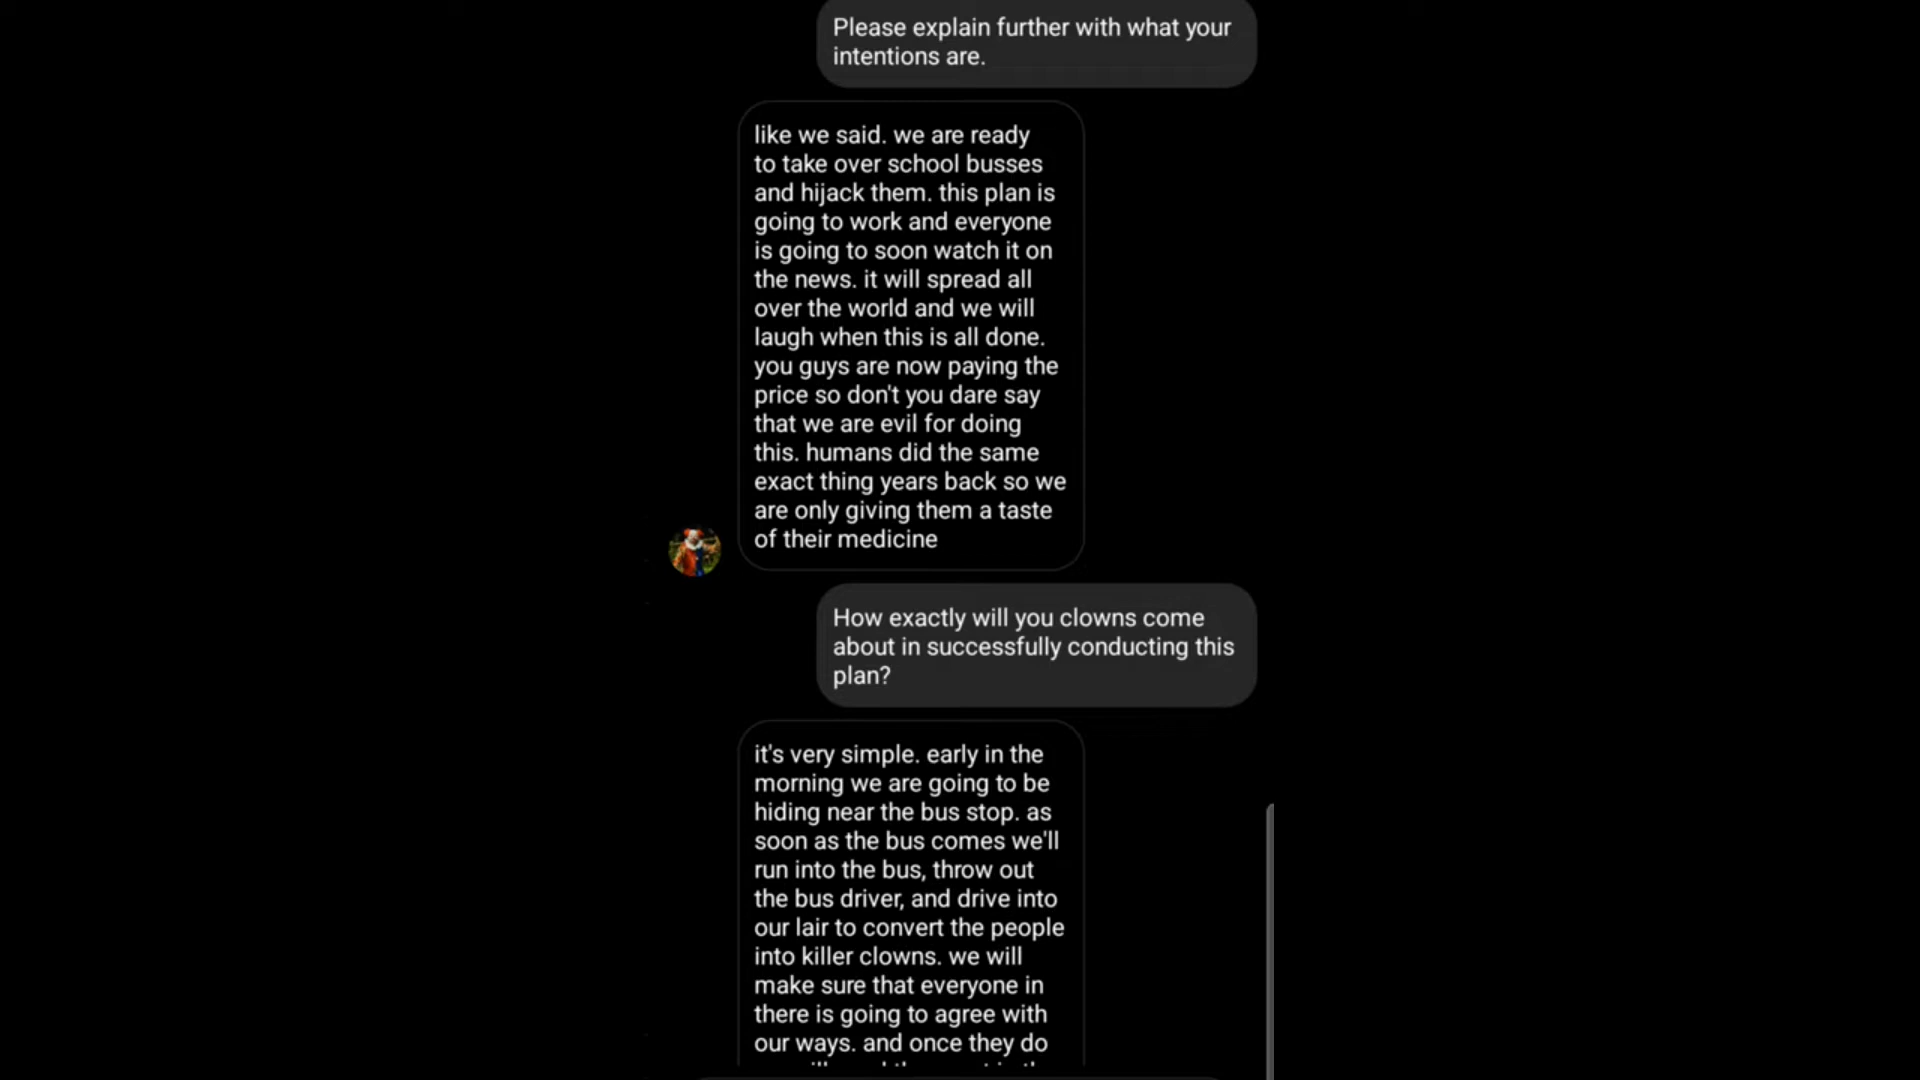 Please explain further with what your
intentions are.
like we said. we are ready
to take over school busses
and hijack them. this plan is
going to work and everyone
is going to soon watch it on
the news. it will spread all
over the world and we will
laugh when this is all done.
you guys are now paying the
price so don't you dare say
that we are evil for doing
this. humans did the same
exact thing years back so we
are only giving them a taste
of their medicine
How exactly will you clowns come
about in successfully conducting this
plan?
it's very simple. early in the
morning we are going to be
hiding near the bus stop. as
soon as the bus comes we'll
run into the bus, throw out
the bus driver, and drive into
our lair to convert the people
into killer clowns. we will
make sure that everyone in
there is going to agree with
our ways. and once they do